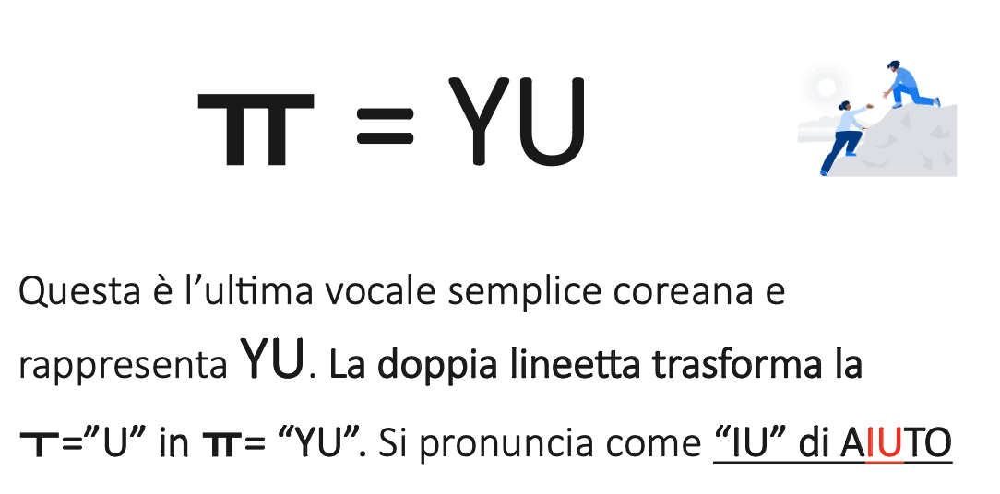 ㅠ = YU
Questa è l’ultima vocale semplice coreana e
rappresenta YU. La doppia lineetta trasforma la
ㅜ=”U” in ㅠ= “YU”. Si pronuncia come “IU” di AIUTO